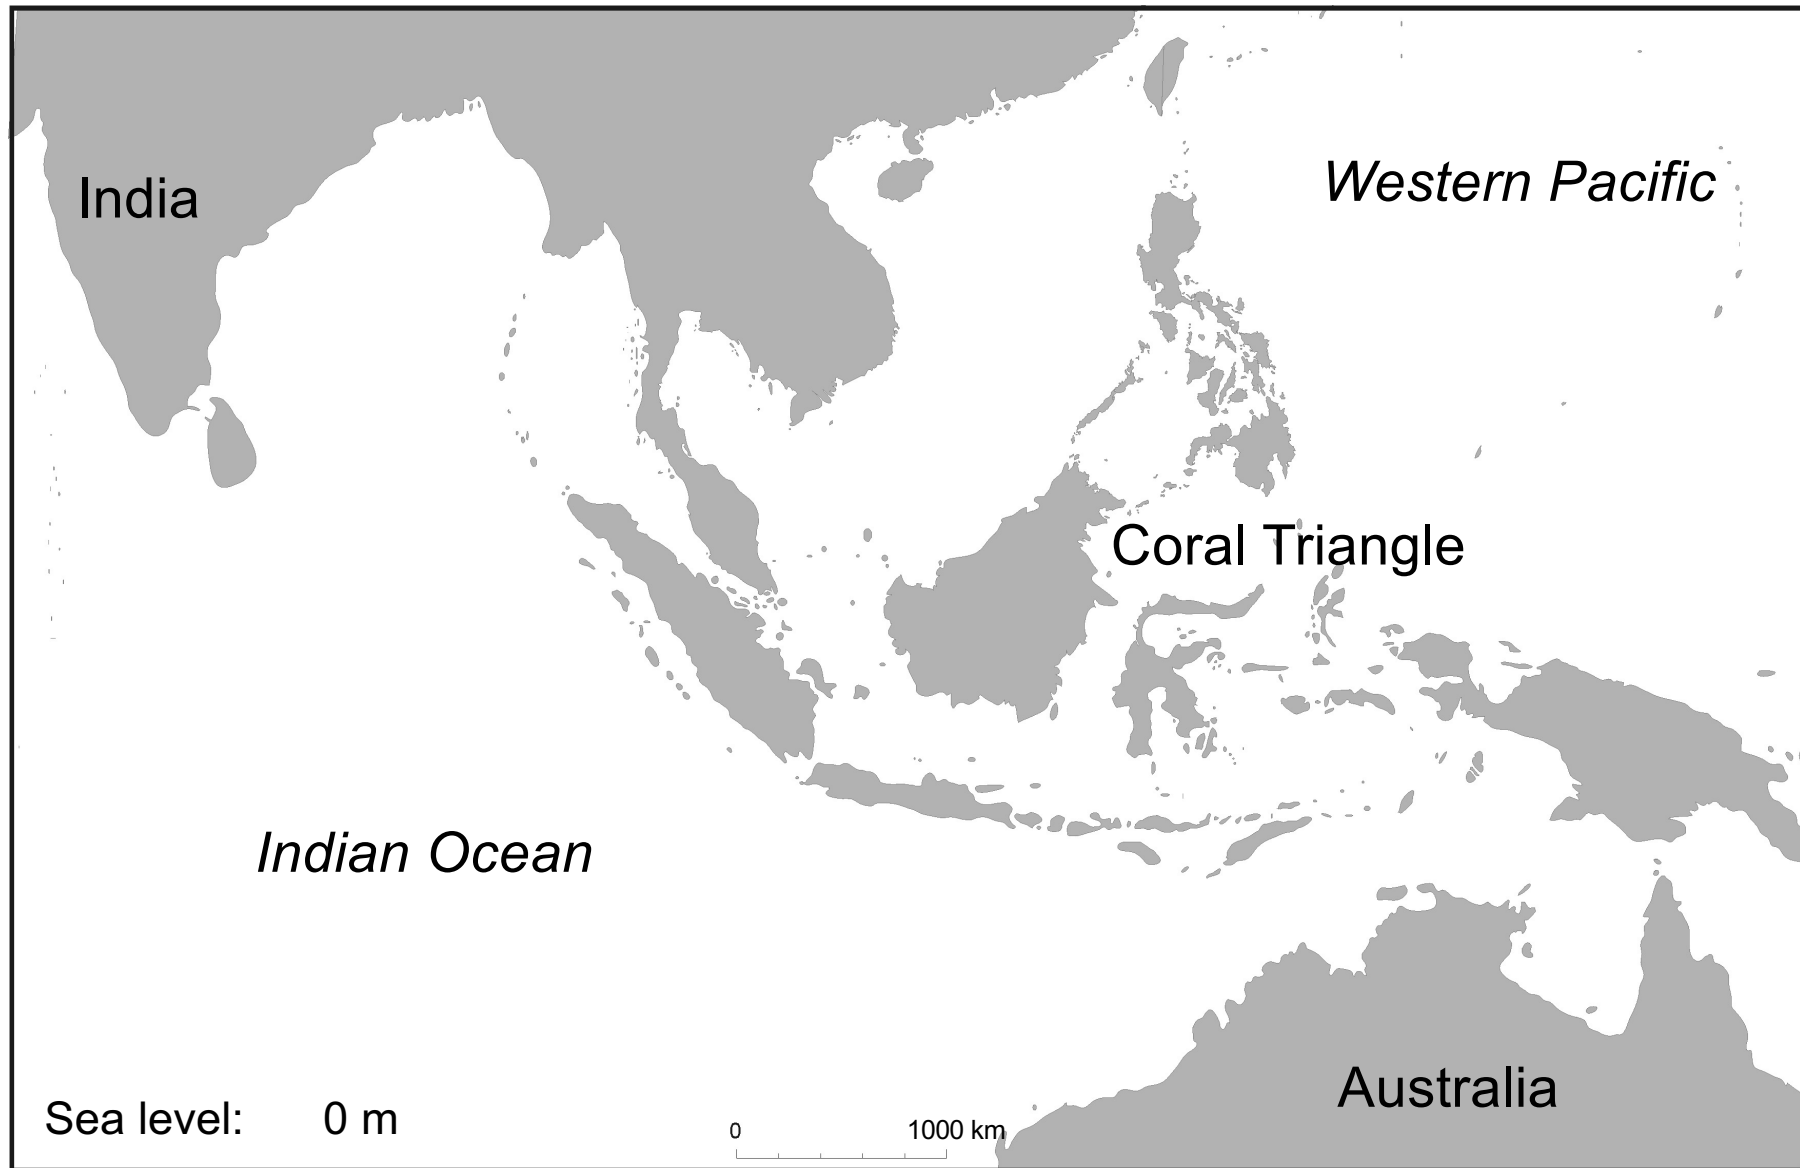 Western Pacific
India
Coral Triangle
Indian Ocean
Australia
Sea level: 0 m
0 1000 km